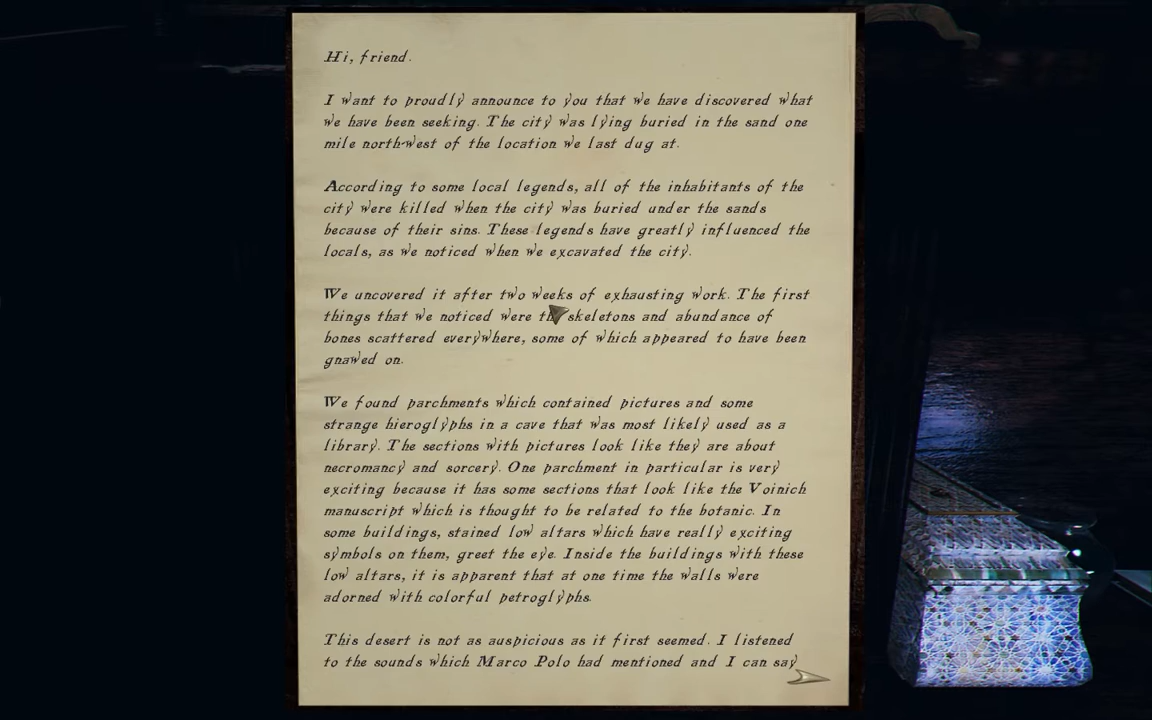 Hi, friend.
I want to proudly announce to you that we have discovered what
we have been seeking. The city was lying buried in the sand one
mile north-west of the location we last dug at.
According to some local legends, all of the inhabitants of the
city were killed when the city was buried under the sands
because of their sins. These legends have greatly influenced the
locals, as we noticed when we excavated the city.
We uncovered it after two weeks of exhausting work. The first
things that we noticed were the skeletons and abundance of
bones scattered everywhere, some of which appeared to have been
gnawed on.
We found parchments which contained pictures and some
strange hieroglyphs in a cave that was most likely used as a
library. The sections with pictures look like they are about
necromancy and sorcery. One parchment in particular is very
exciting because it has some sections that look like the Voinich
manuscript which is thought to be related to the botanic. In
some buildings, stained low altars which have really exciting
symbols on them, greet the eye. Inside the buildings with these
low altars, it is apparent that at one time the walls were
adorned with colorful petroglyphs.
This desert is not as auspicious as it first seemed. I listened
to the sounds which Marco Polo had mentioned and I can say